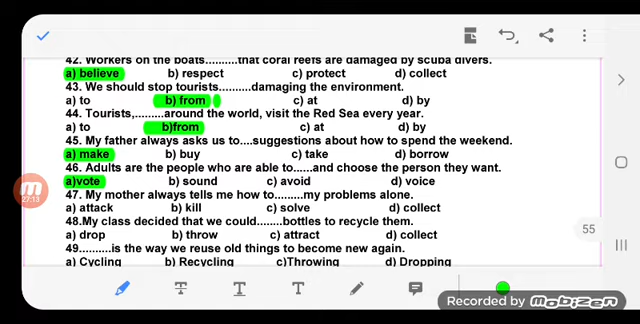 42. Workers on the boats..........that coral reefs are damaged by scuba divers.
a) believe b) respect c) protect d) collect
43. We should stop tourists..........damaging the environment.
a) to b) from c) at d) by
44. Tourists,.........around the world, visit the Red Sea every year.
a) to b)from c) at d) by
45. My father always asks us to....suggestions about how to spend the weekend.
a) make b) buy c) take d) borrow
46. Adults are the people who are able to......and choose the person they want.
a)vote b) sound c) avoid d) voice
47. My mother always tells me how to.........my problems alone.
a) attack b) kill c) solve d) collect
48.My class decided that we could........bottles to recycle them.
a) drop b) throw c) attract d) collect
49..........is the way we reuse old things to become new again.
a) Cycling b) Recycling c)Throwing d) Dropping
27:13
55
Recorded by Mobizen